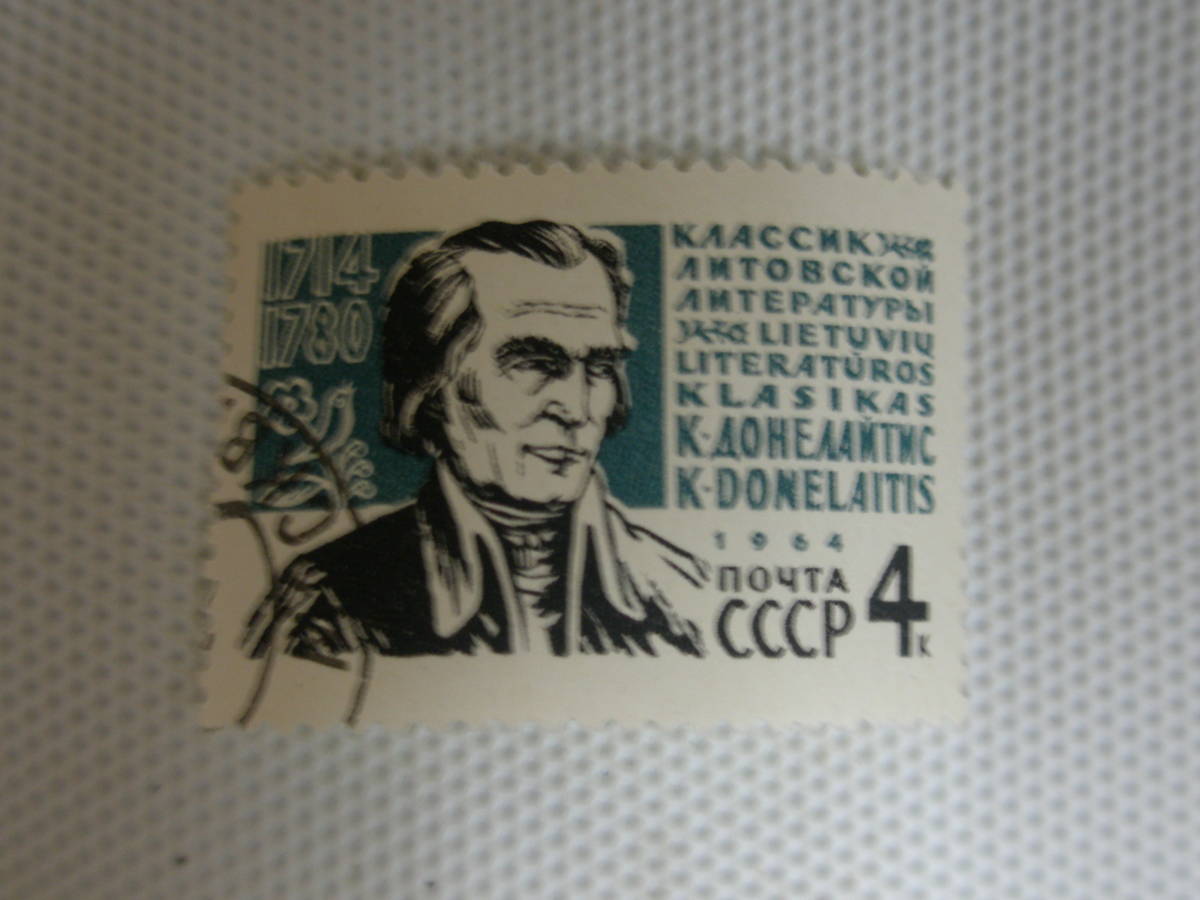 1714
1780
КЛАССИК
ЛИТОВСКОЙ
ЛИТЕРАТУРЫ
LIETUVIŲ
LITERATŪROS
KLASIKAS
К·ДОНЕЛАЙТИС
K·DONELAITIS
1964
ПОЧТА
СССР 4к